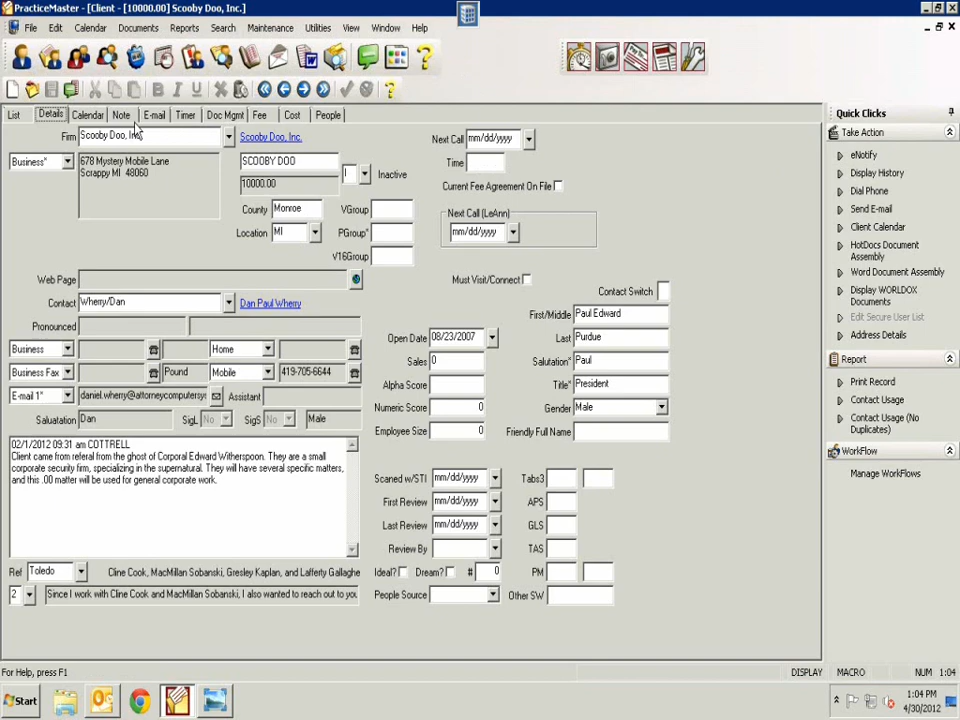 PracticeMaster - [Client - [10000.00] Scooby Doo, Inc.]
File Edit Calendar Documents Reports Search Maintenance Utilities View Window Help
B I U
List Details Calendar Note E-mail Timer Doc Mgmt Fee Cost People
Firm Scooby Doo, Inc. Scooby Doo, Inc.
Business* 678 Mystery Mobile Lane
Scrappy MI 48060
SCOOBY DOO
10000.00 I Inactive
County Monroe VGroup
Location MI PGroup*
V16Group
Next Call mm/dd/yyyy
Time
Current Fee Agreement On File
Next Call (LeAnn)
mm/dd/yyyy
Must Visit/Connect
Web Page
Contact Wherry/Dan Dan Paul Wherry
Pronounced
Business Home
Business Fax Pound Mobile 419-705-6644
E-mail 1* daniel.wherry@attorneycomputersys Assistant
Saluatation Dan SigL No SigS No Male
02/1/2012 09:31 am COTTRELL
Client came from referal from the ghost of Corporal Edward Witherspoon. They are a small
corporate security firm, specializing in the supernatural. They will have several specific matters,
and this .00 matter will be used for general corporate work.
Ref Toledo Cline Cook, MacMillan Sobanski, Gresley Kaplan, and Lafferty Gallaghe
2 Since I work with Cline Cook and MacMillan Sobanski, I also wanted to reach out to you
Open Date 08/23/2007
Sales 0
Alpha Score
Numeric Score 0
Employee Size 0
Contact Switch
First/Middle Paul Edward
Last Purdue
Salutation* Paul
Title* President
Gender Male
Friendly Full Name
Scaned w/STI mm/dd/yyyy Tabs3
First Review mm/dd/yyyy APS
Last Review mm/dd/yyyy GLS
Review By TAS
Ideal? Dream? # 0 PM
People Source Other SW
Quick Clicks
Take Action
eNotify
Display History
Dial Phone
Send E-mail
Client Calendar
HotDocs Document
Assembly
Word Document Assembly
Display WORLDOX
Documents
Edit Secure User List
Address Details
Report
Print Record
Contact Usage
Contact Usage (No
Duplicates)
WorkFlow
Manage WorkFlows
For Help, press F1 DISPLAY MACRO NUM 1:04
Start
1:04 PM
4/30/2012